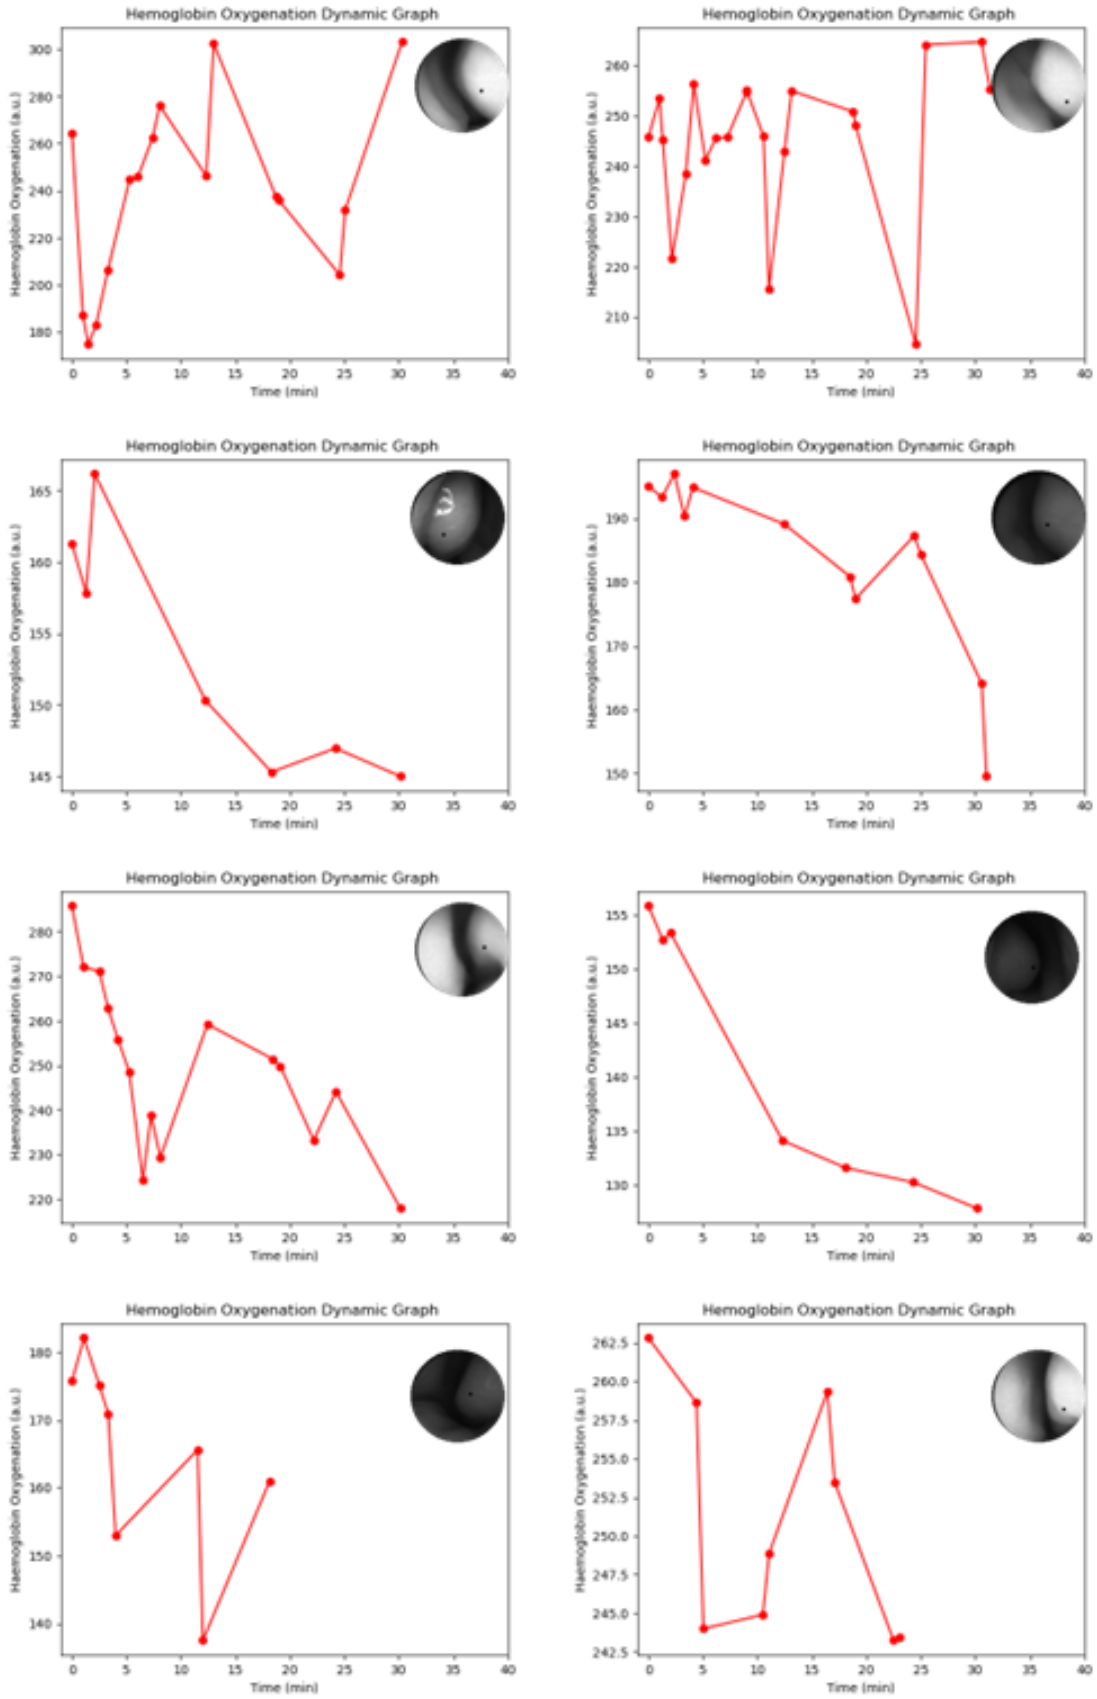 Hemoglobin Oxygenation Dynamic Graph
Haemoglobin Oxygenation (a.u.)
300
280
260
240
220
200
180
0 5 10 15 20 25 30 35 40
Time (min)
Hemoglobin Oxygenation Dynamic Graph
Haemoglobin Oxygenation (a.u.)
260
250
240
230
220
210
0 5 10 15 20 25 30 35 40
Time (min)
Hemoglobin Oxygenation Dynamic Graph
Haemoglobin Oxygenation (a.u.)
165
160
155
150
145
0 5 10 15 20 25 30 35 40
Time (min)
Hemoglobin Oxygenation Dynamic Graph
Haemoglobin Oxygenation (a.u.)
190
180
170
160
150
0 5 10 15 20 25 30 35 40
Time (min)
Hemoglobin Oxygenation Dynamic Graph
Haemoglobin Oxygenation (a.u.)
280
270
260
250
240
230
220
0 5 10 15 20 25 30 35 40
Time (min)
Hemoglobin Oxygenation Dynamic Graph
Haemoglobin Oxygenation (a.u.)
155
150
145
140
135
130
0 5 10 15 20 25 30 35 40
Time (min)
Hemoglobin Oxygenation Dynamic Graph
Haemoglobin Oxygenation (a.u.)
180
170
160
150
140
0 5 10 15 20 25 30 35 40
Time (min)
Hemoglobin Oxygenation Dynamic Graph
Haemoglobin Oxygenation (a.u.)
262.5
260.0
257.5
255.0
252.5
250.0
247.5
245.0
242.5
0 5 10 15 20 25 30 35 40
Time (min)